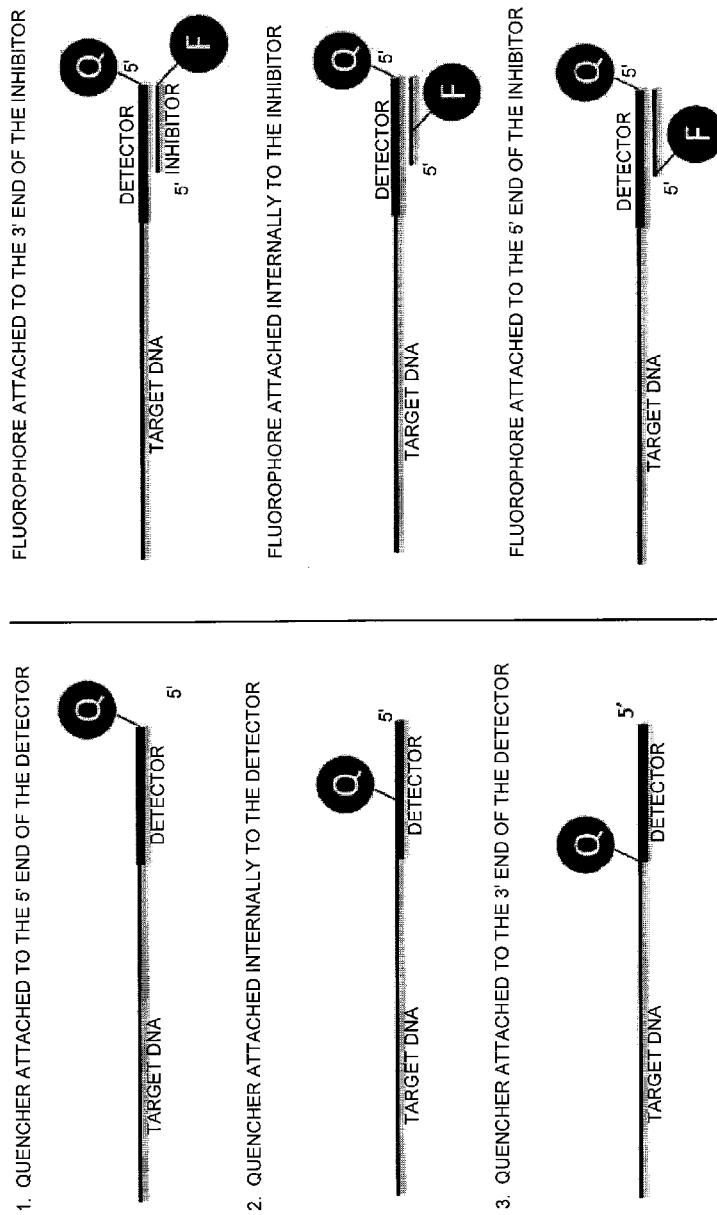 1. QUENCHER ATTACHED TO THE 5' END OF THE DETECTOR
Q
5'
TARGET DNA
DETECTOR
2. QUENCHER ATTACHED INTERNALLY TO THE DETECTOR
Q
5'
TARGET DNA
DETECTOR
3. QUENCHER ATTACHED TO THE 3' END OF THE DETECTOR
Q
5'
TARGET DNA
DETECTOR
FLUOROPHORE ATTACHED TO THE 3' END OF THE INHIBITOR
Q
5'
DETECTOR
TARGET DNA
5' INHIBITOR
F
FLUOROPHORE ATTACHED INTERNALLY TO THE INHIBITOR
Q
5'
DETECTOR
TARGET DNA
5'
F
FLUOROPHORE ATTACHED TO THE 5' END OF THE INHIBITOR
Q
5'
DETECTOR
TARGET DNA
5'
F